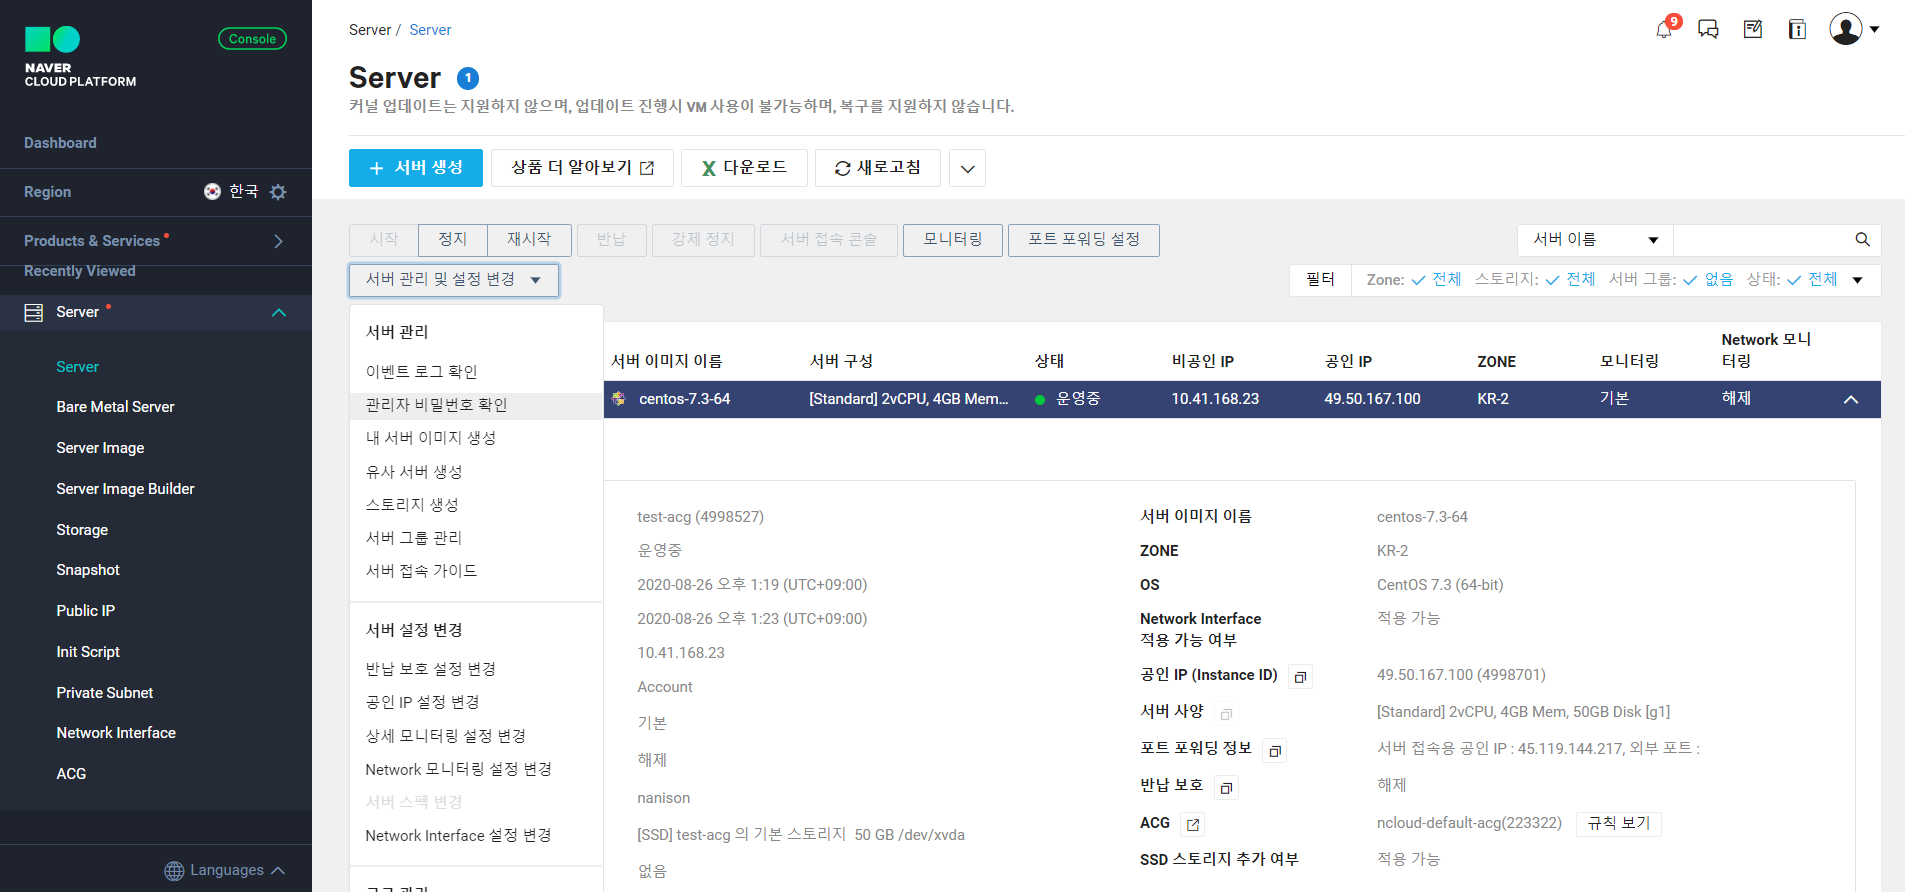 NAVER
CLOUD PLATFORM
Console
Dashboard
Region 한국
Products & Services
Recently Viewed
Server
Server
Bare Metal Server
Server Image
Server Image Builder
Storage
Snapshot
Public IP
Init Script
Private Subnet
Network Interface
ACG
Languages
Server / Server
9
Server 1
커널 업데이트는 지원하지 않으며, 업데이트 진행시 VM 사용이 불가능하며, 복구를 지원하지 않습니다.
+ 서버 생성 상품 더 알아보기 X 다운로드 새로고침
시작 정지 재시작 반납 강제 정지 서버 접속 콘솔 모니터링 포트 포워딩 설정
서버 이름
서버 관리 및 설정 변경
필터 Zone: 전체 스토리지: 전체 서버 그룹: 없음 상태: 전체
서버 관리
이벤트 로그 확인
관리자 비밀번호 확인
내 서버 이미지 생성
유사 서버 생성
스토리지 생성
서버 그룹 관리
서버 접속 가이드
서버 설정 변경
반납 보호 설정 변경
공인 IP 설정 변경
상세 모니터링 설정 변경
Network 모니터링 설정 변경
서버 스펙 변경
Network Interface 설정 변경
서버 이미지 이름 서버 구성 상태 비공인 IP 공인 IP ZONE 모니터링 Network 모니터링
centos-7.3-64 [Standard] 2vCPU, 4GB Mem... 운영중 10.41.168.23 49.50.167.100 KR-2 기본 해제
test-acg (4998527)
운영중
2020-08-26 오후 1:19 (UTC+09:00)
2020-08-26 오후 1:23 (UTC+09:00)
10.41.168.23
Account
기본
해제
nanison
[SSD] test-acg 의 기본 스토리지 50 GB /dev/xvda
없음
서버 이미지 이름 centos-7.3-64
ZONE KR-2
OS CentOS 7.3 (64-bit)
Network Interface 적용 가능
적용 가능 여부
공인 IP (Instance ID) 49.50.167.100 (4998701)
서버 사양 [Standard] 2vCPU, 4GB Mem, 50GB Disk [g1]
포트 포워딩 정보 서버 접속용 공인 IP : 45.119.144.217, 외부 포트 :
반납 보호 해제
ACG ncloud-default-acg(223322) 규칙 보기
SSD 스토리지 추가 여부 적용 가능